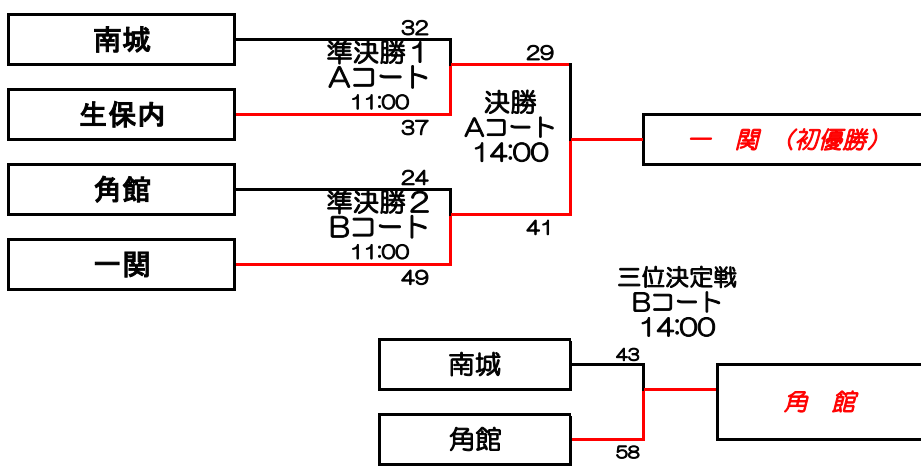 南城
32
準決勝1
Aコート
11:00
生保内
37
29
決勝
Aコート
14:00
一　関　（初優勝）
角館
24
準決勝2
Bコート
11:00
一関
49
41
三位決定戦
Bコート
14:00
南城
43
角館
58
角　館